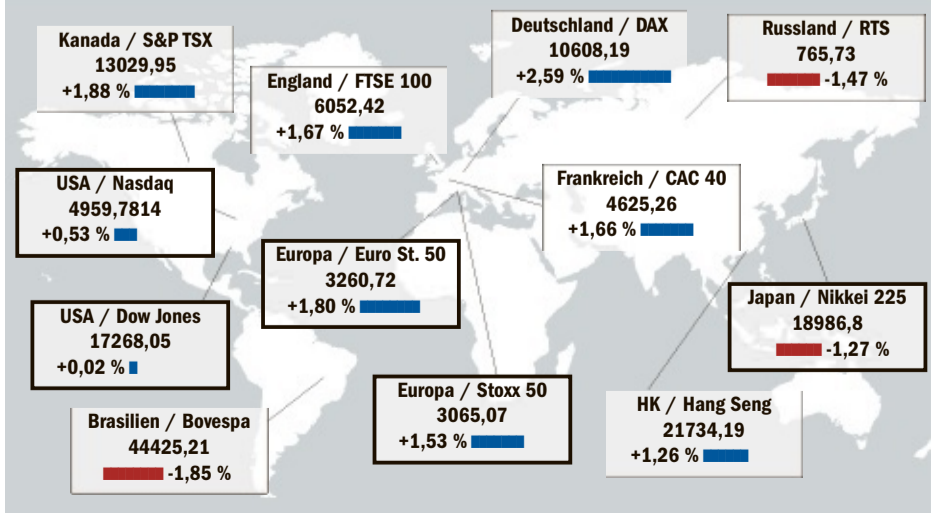 Kanada / S&P TSX
13029,95
+1,88 %
England / FTSE 100
6052,42
+1,67 %
Deutschland / DAX
10608,19
+2,59 %
Russland / RTS
765,73
-1,47 %
USA / Nasdaq
4959,7814
+0,53 %
Europa / Euro St. 50
3260,72
+1,80 %
Frankreich / CAC 40
4625,26
+1,66 %
USA / Dow Jones
17268,05
+0,02 %
Japan / Nikkei 225
18986,8
-1,27 %
Brasilien / Bovespa
44425,21
-1,85 %
Europa / Stoxx 50
3065,07
+1,53 %
HK / Hang Seng
21734,19
+1,26 %